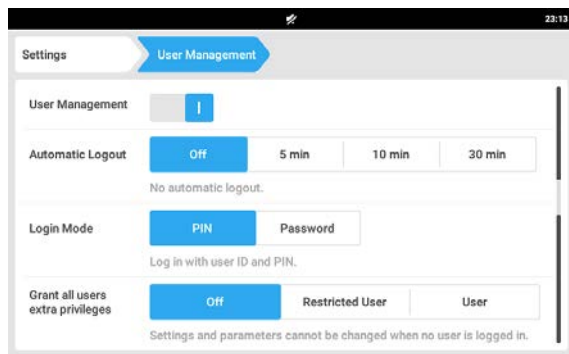 23:13
Settings
User Management
User Management
Automatic Logout
Off
5 min
10 min
30 min
No automatic logout.
Login Mode
PIN
Password
Log in with user ID and PIN.
Grant all users
extra privileges
Off
Restricted User
User
Settings and parameters cannot be changed when no user is logged in.